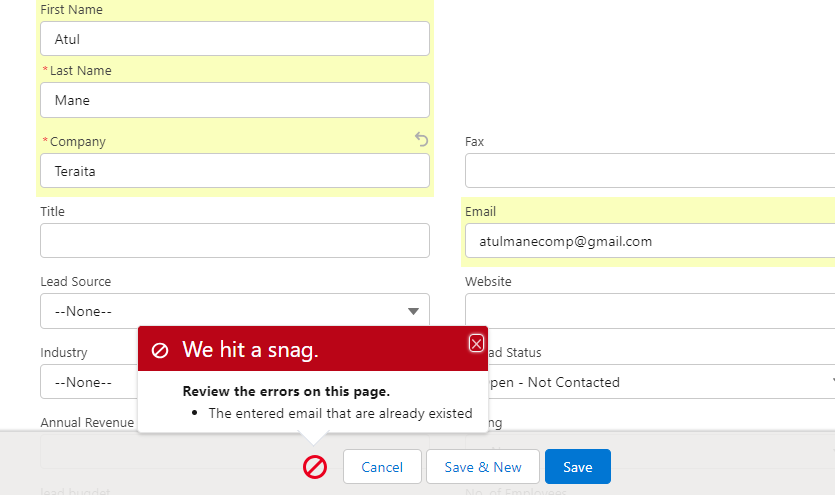 First Name
Atul
*Last Name
Mane
*Company
Teraita
Fax
Title
Email
atulmanecomp@gmail.com
Lead Source
--None--
Website
We hit a snag.
Review the errors on this page.
• The entered email that are already existed
Industry
--None--
ad Status
pen - Not Contacted
Annual Revenue
ng
Cancel
Save & New
Save
lead bugdet
No. of Employees